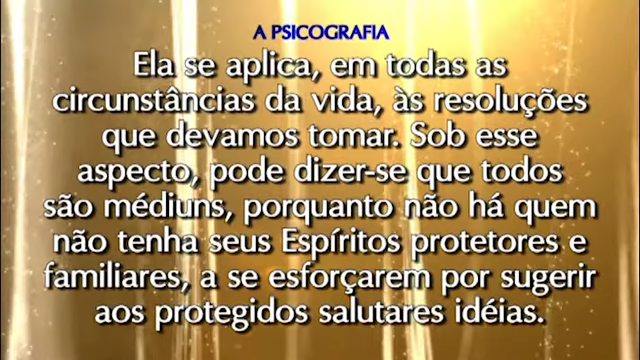 A PSICOGRAFIA
Ela se aplica, em todas as
circunstâncias da vida, às resoluções
que devamos tomar. Sob esse
aspecto, pode dizer-se que todos
são médiuns, porquanto não há quem
não tenha seus Espíritos protetores e
familiares, a se esforçarem por sugerir
aos protegidos salutares idéias.